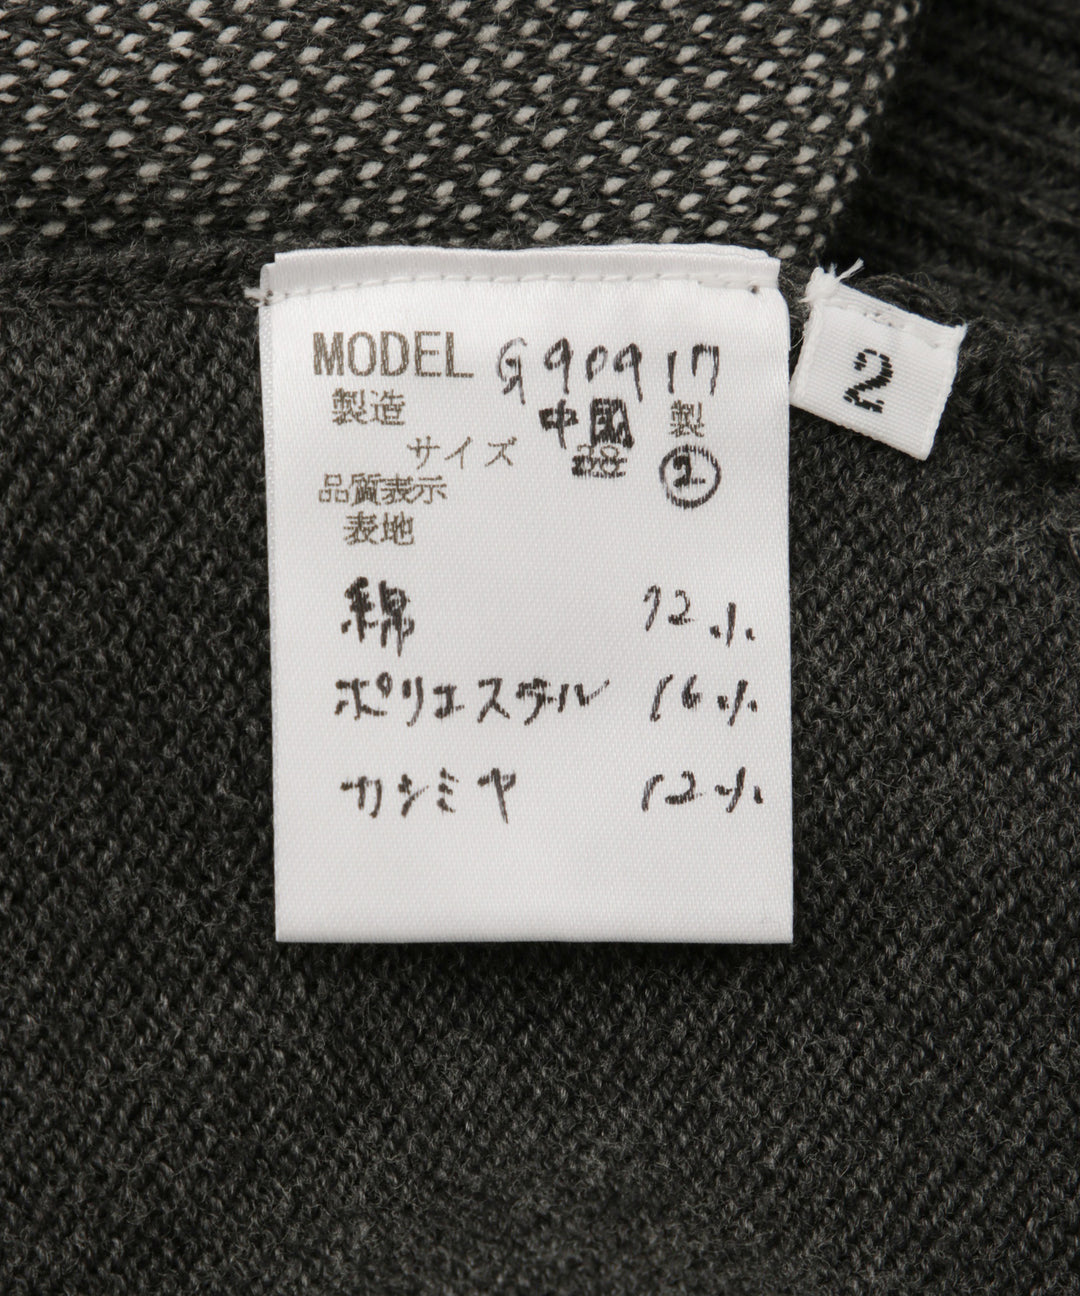 MODEL G90917
製造 中国 製
サイズ 2
品質表示
表地
綿 72%
ポリエステル 16%
カシミヤ 12%
2